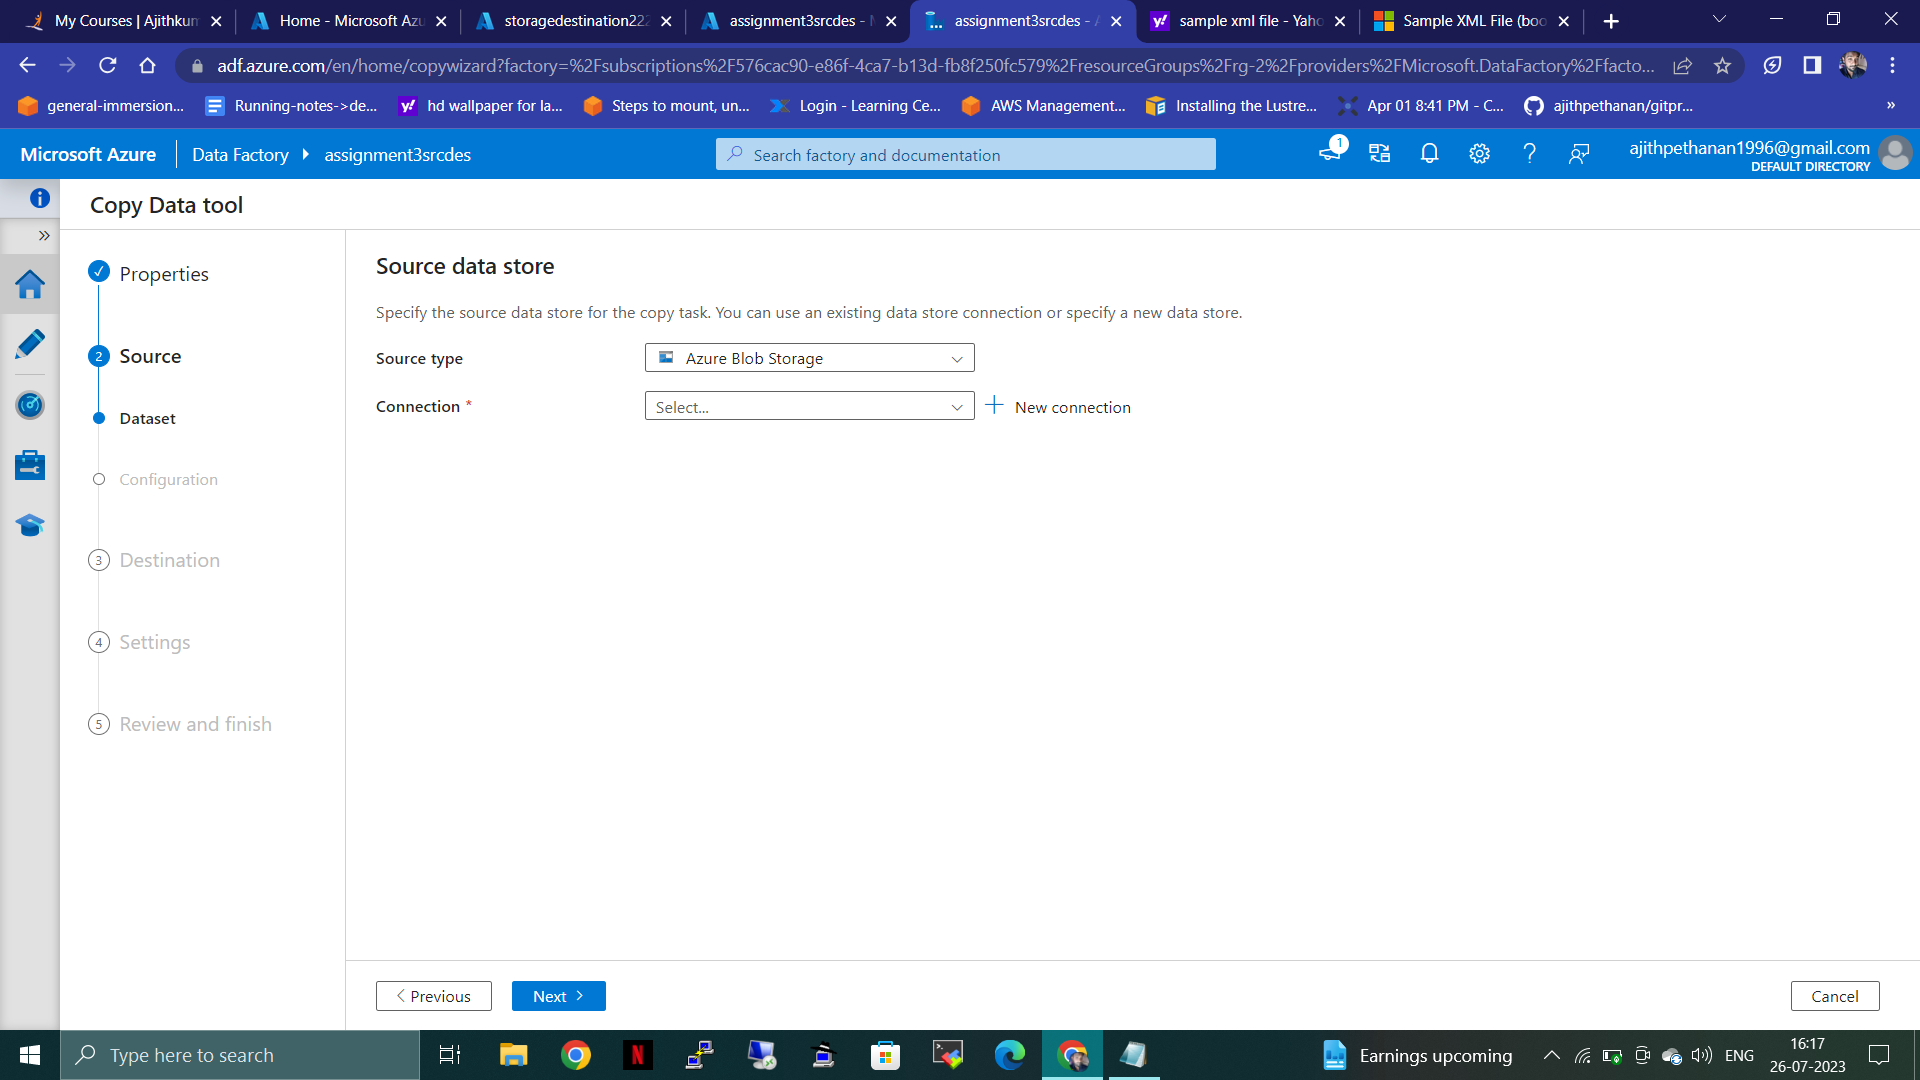 My Courses | Ajithkum
Home - Microsoft Azu
storagedestination222
assignment3srcdes - M
assignment3srcdes - A
sample xml file - Yaho
Sample XML File (boo
adf.azure.com/en/home/copywizard?factory=%2Fsubscriptions%2F576cac90-e86f-4ca7-b13d-fb8f250fc579%2FresourceGroups%2Frg-2%2Fproviders%2FMicrosoft.DataFactory%2Ffacto...
general-immersion...
Running-notes->de...
hd wallpaper for la...
Steps to mount, un...
Login - Learning Ce...
AWS Management...
Installing the Lustre...
Apr 01 8:41 PM - C...
ajithpethanan/gitpr...
»
Microsoft Azure
Data Factory
assignment3srcdes
Search factory and documentation
1
ajithpethanan1996@gmail.com
DEFAULT DIRECTORY
Copy Data tool
Properties
2 Source
Dataset
Configuration
3 Destination
4 Settings
5 Review and finish
Source data store
Specify the source data store for the copy task. You can use an existing data store connection or specify a new data store.
Source type
Azure Blob Storage
Connection *
Select...
New connection
Previous
Next
Cancel
Type here to search
Earnings upcoming
ENG
16:17
26-07-2023